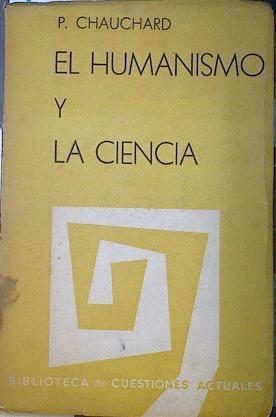 P. CHAUCHARD
EL HUMANISMO
Y
LA CIENCIA
BIBLIOTECA de CUESTIONES ACTUALES